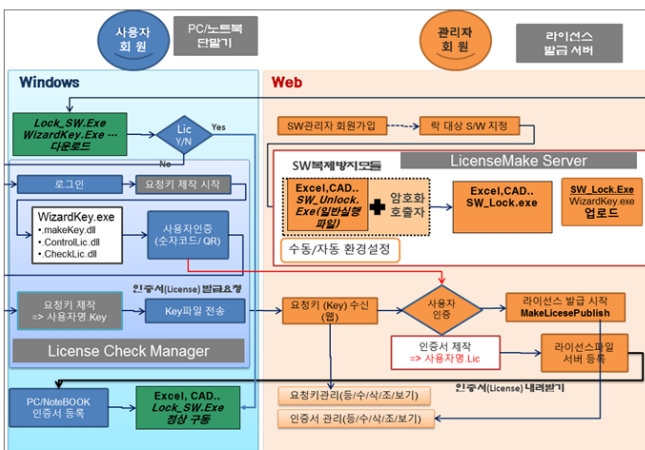 사용자
회원
PC/노트북
단말기
관리자
회원
라이선스
발급 서버
Windows
Web
Lock_SW.Exe
WizardKey.Exe ...
다운로드
Lic
Y/N
Yes
No
SW관리자 회원가입
락 대상 S/W 지정
로그인
요청키 제작 시작
SW복제방지모듈
LicenseMake Server
Excel,CAD..
SW_Unlock.
Exe(일반실행
파일)
암호화
호출자
Excel,CAD..
SW_Lock.exe
SW_Lock.Exe
WizardKey.exe
업로드
수동/자동 환경설정
WizardKey.exe
•.makeKey.dll
•.ControlLic.dll
•.CheckLic.dll
사용자인증
(숫자코드/ QR)
인증서(License) 발급요청
요청키 제작
=> 사용자명.Key
Key파일 전송
요청키 (Key) 수신
(웹)
사용자
인증
라이선스 발급 시작
MakeLicesePublish
License Check Manager
인증서 제작
=> 사용자명.Lic
라이선스파일
서버 등록
인증서(License) 내려받기
PC/NoteBOOK
인증서 등록
Excel, CAD..
Lock_SW.Exe
정상 구동
요청키관리(등/수/삭/조/보기)
인증서 관리(등/수/삭/조/보기)